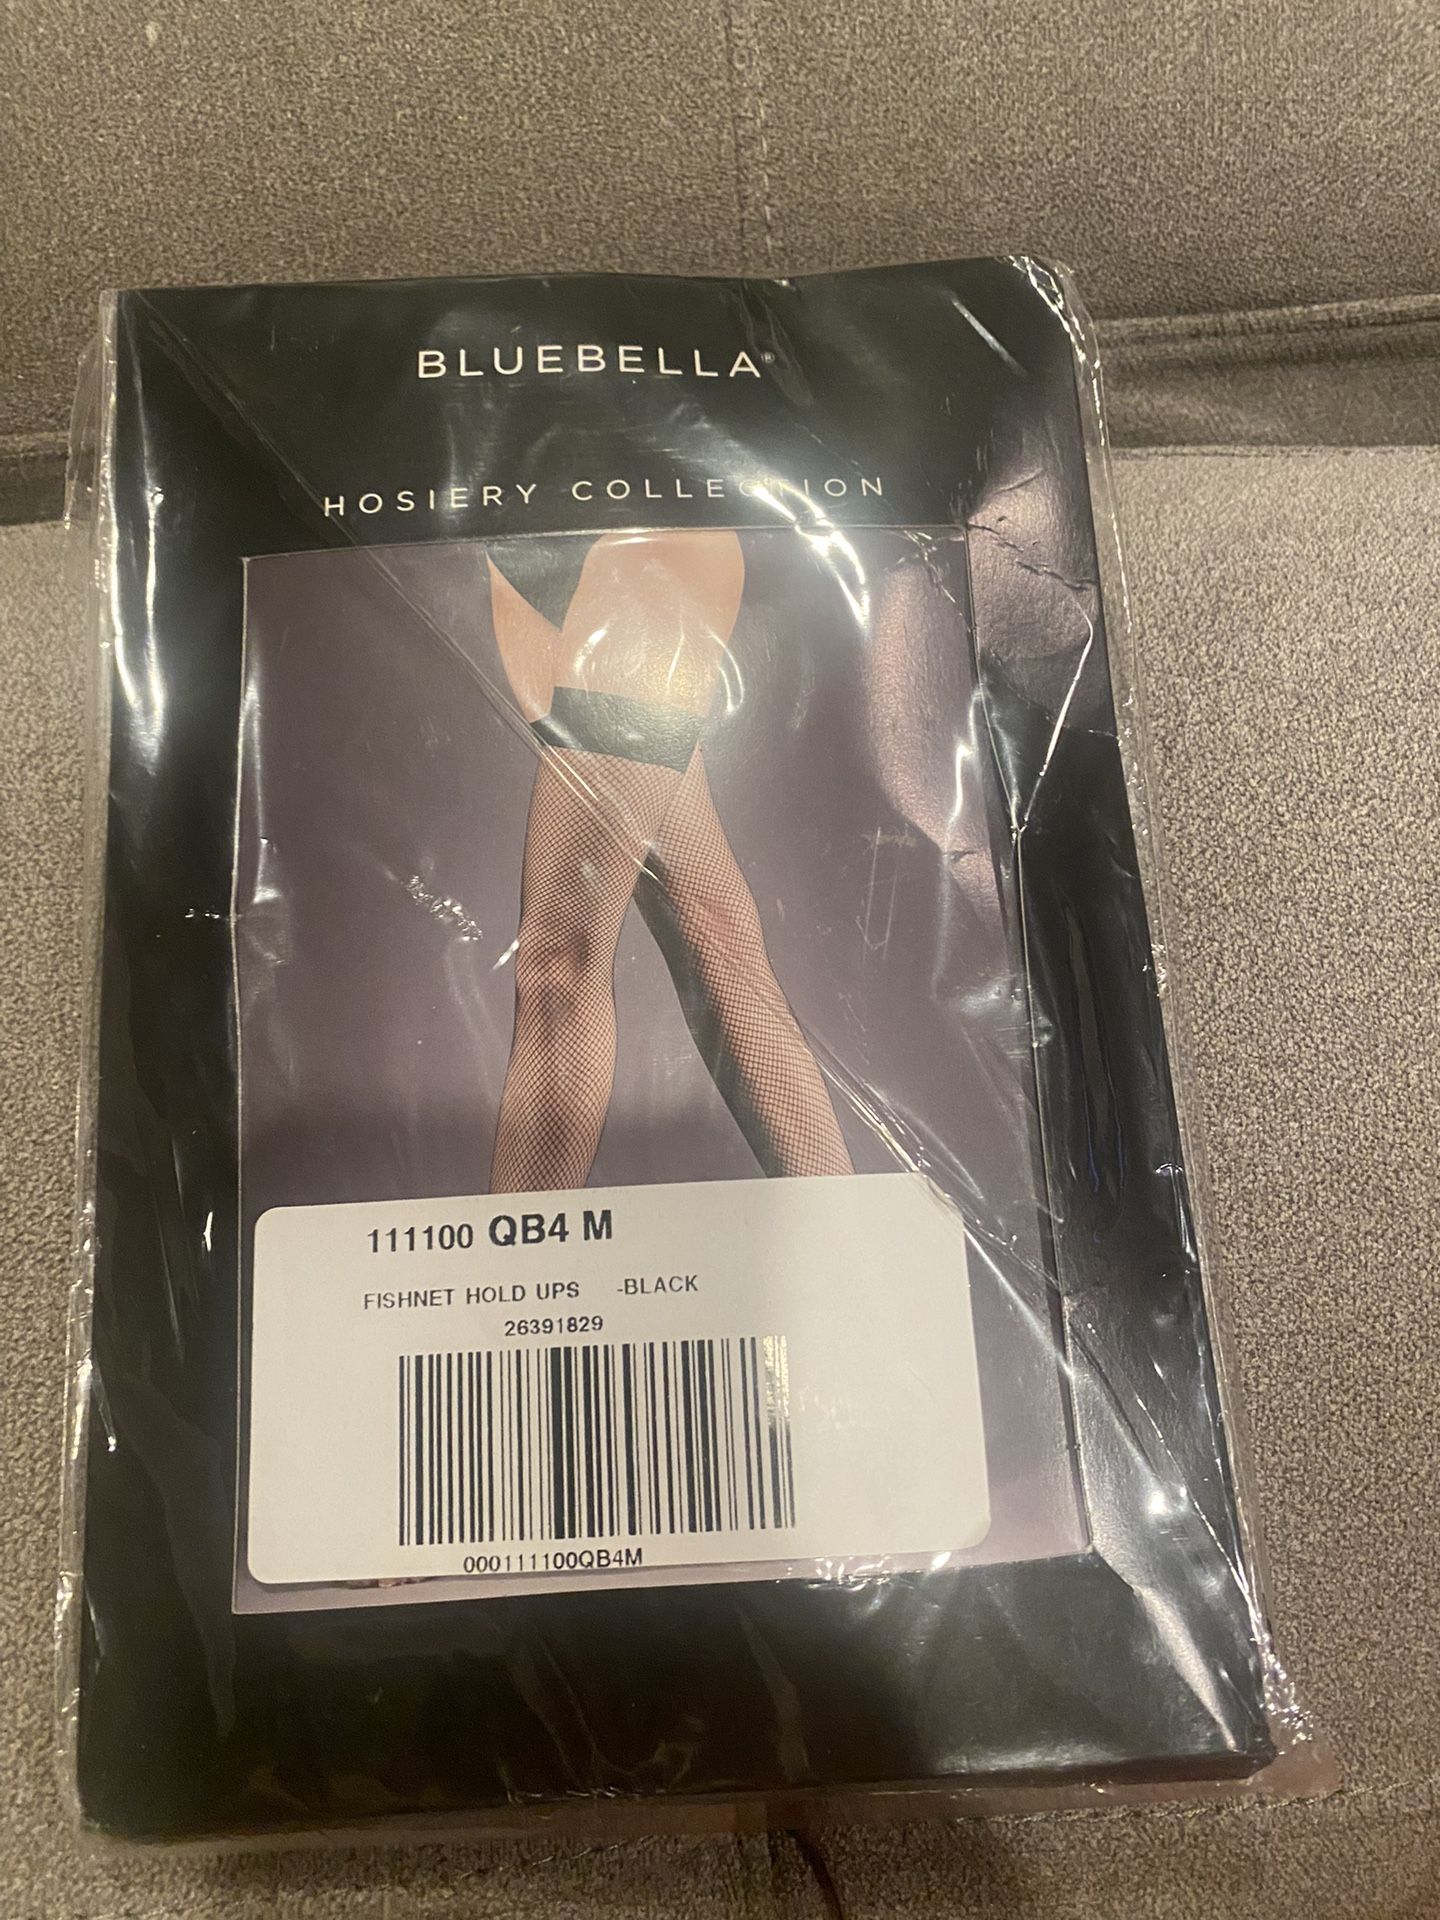 BLUEBELLA®
HOSIERY COLLECTION
111100 QB4 M
FISHNET HOLD UPS -BLACK
26391829
000111100QB4M